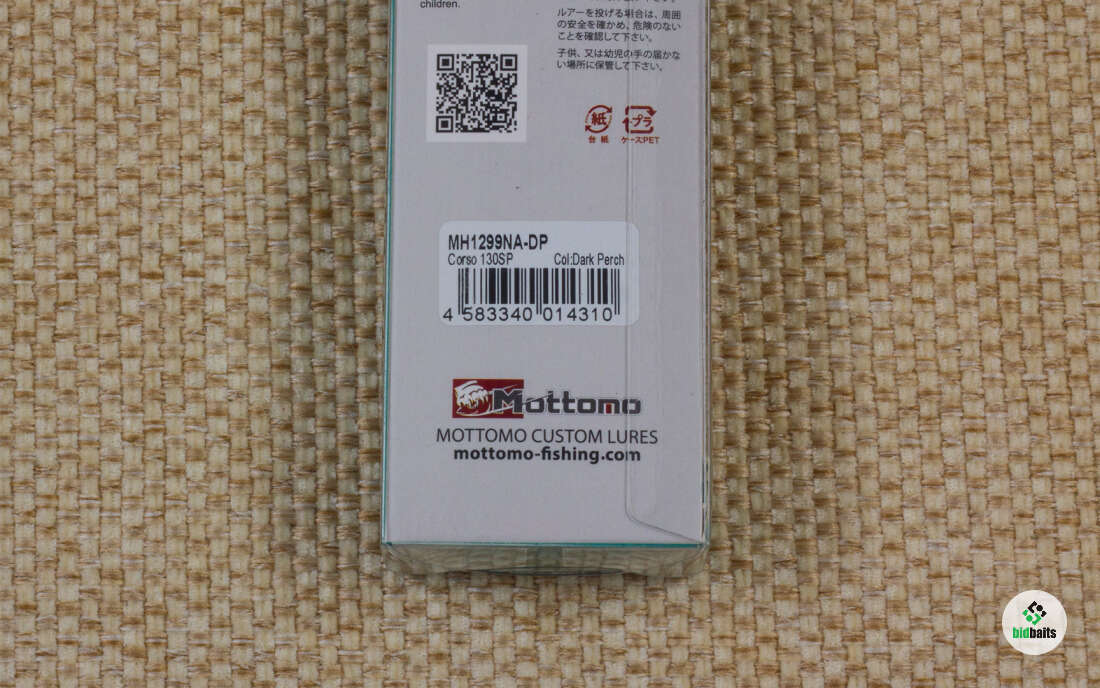 children.
ルアーを投げる場合は、周囲
の安全を確かめ、危険のない
ことを確認して下さい。
子供、又は幼児の手の届かな
い場所に保管して下さい。
紙
プラ
台 紙
ケース:PET
MH1299NA-DP
Corso 130SP Col:Dark Perch
4 583340 014310
Mottomo
MOTTOMO CUSTOM LURES
mottomo-fishing.com
bidbaits